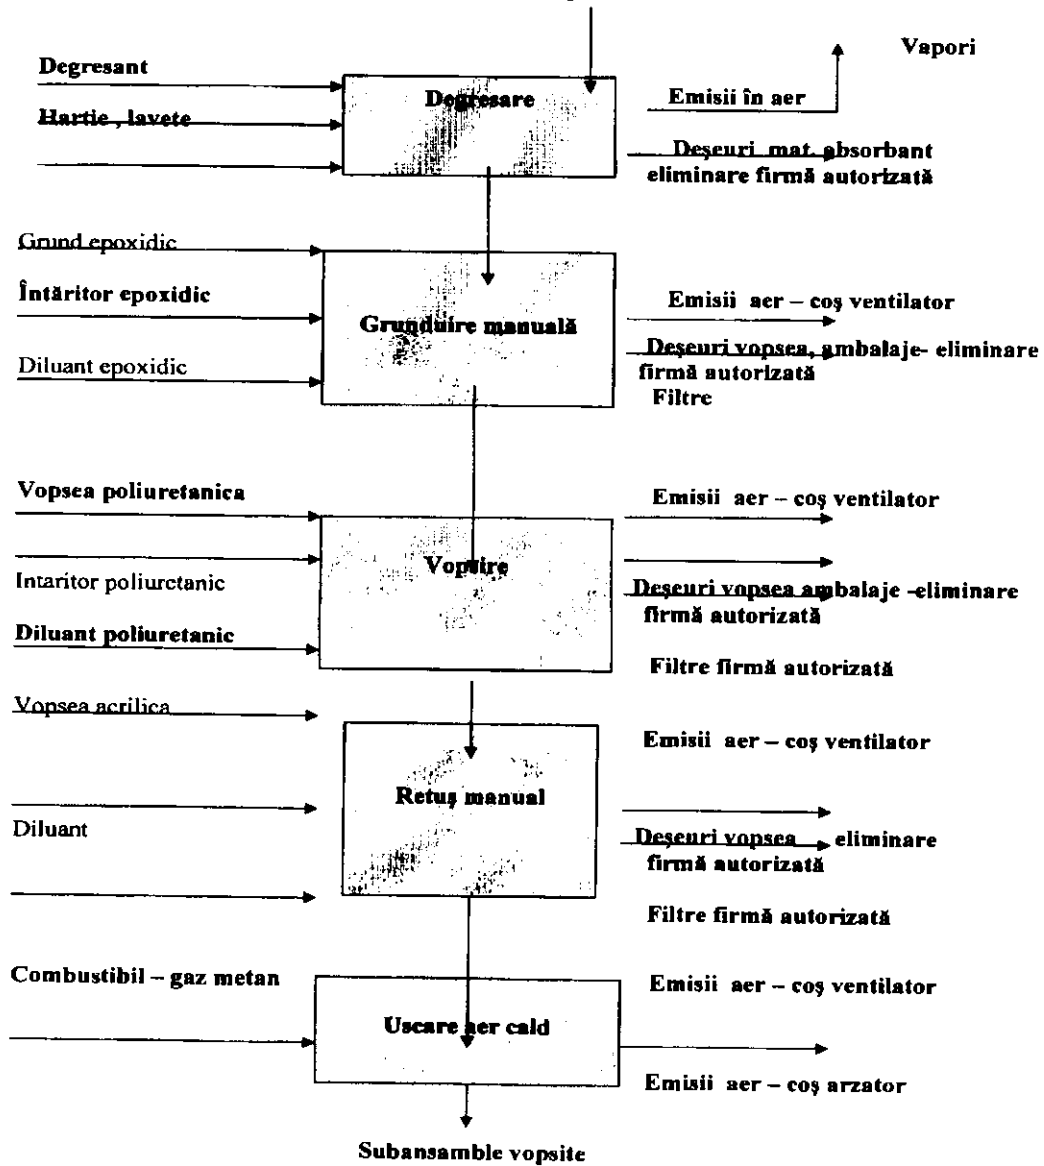 Vapori
Degresant
Degresare
Emisii în aer
Hartie , lavete
Deşeuri mat. absorbant
eliminare firmă autorizată
Grund epoxidic
Întăritor epoxidic
Emisii aer – coş ventilator
Grunduire manuală
Deşeuri vopsea, ambalaje- eliminare
firmă autorizată
Diluant epoxidic
Filtre
Vopsea poliuretanica
Emisii aer – coş ventilator
Vopsire
Intaritor poliuretanic
Deşeuri vopsea ambalaje -eliminare
firmă autorizată
Diluant poliuretanic
Filtre firmă autorizată
Vopsea acrilica
Emisii aer – coş ventilator
Retuş manual
Diluant
Deşeuri vopsea eliminare
firmă autorizată
Filtre firmă autorizată
Combustibil – gaz metan
Emisii aer – coş ventilator
Uscare aer cald
Emisii aer – coş arzator
Subansamble vopsite